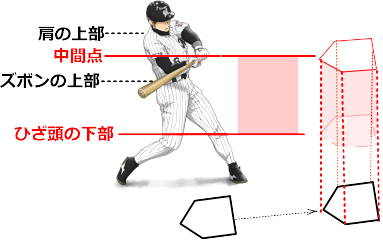 肩の上部
中間点
ズボンの上部
ひざ頭の下部